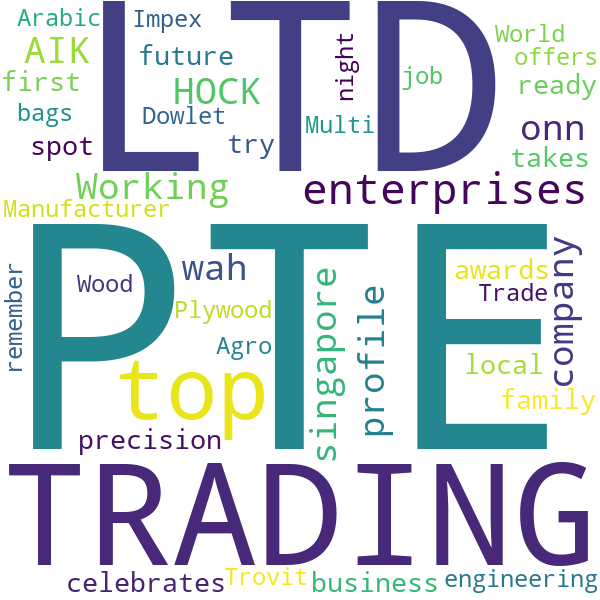 Arabic
Impex
LTD
World
AIK
future
offers
first
HOCK
night
job
ready
bags
Dowlet
Multi
onn
spot
try
takes
Working
enterprises
Manufacturer
PTE
remember
wah
company
Wood
singapore
profile
awards
Trade
Plywood
Agro
top
local
family
precision
TRADING
celebrates
Trovit
business
engineering